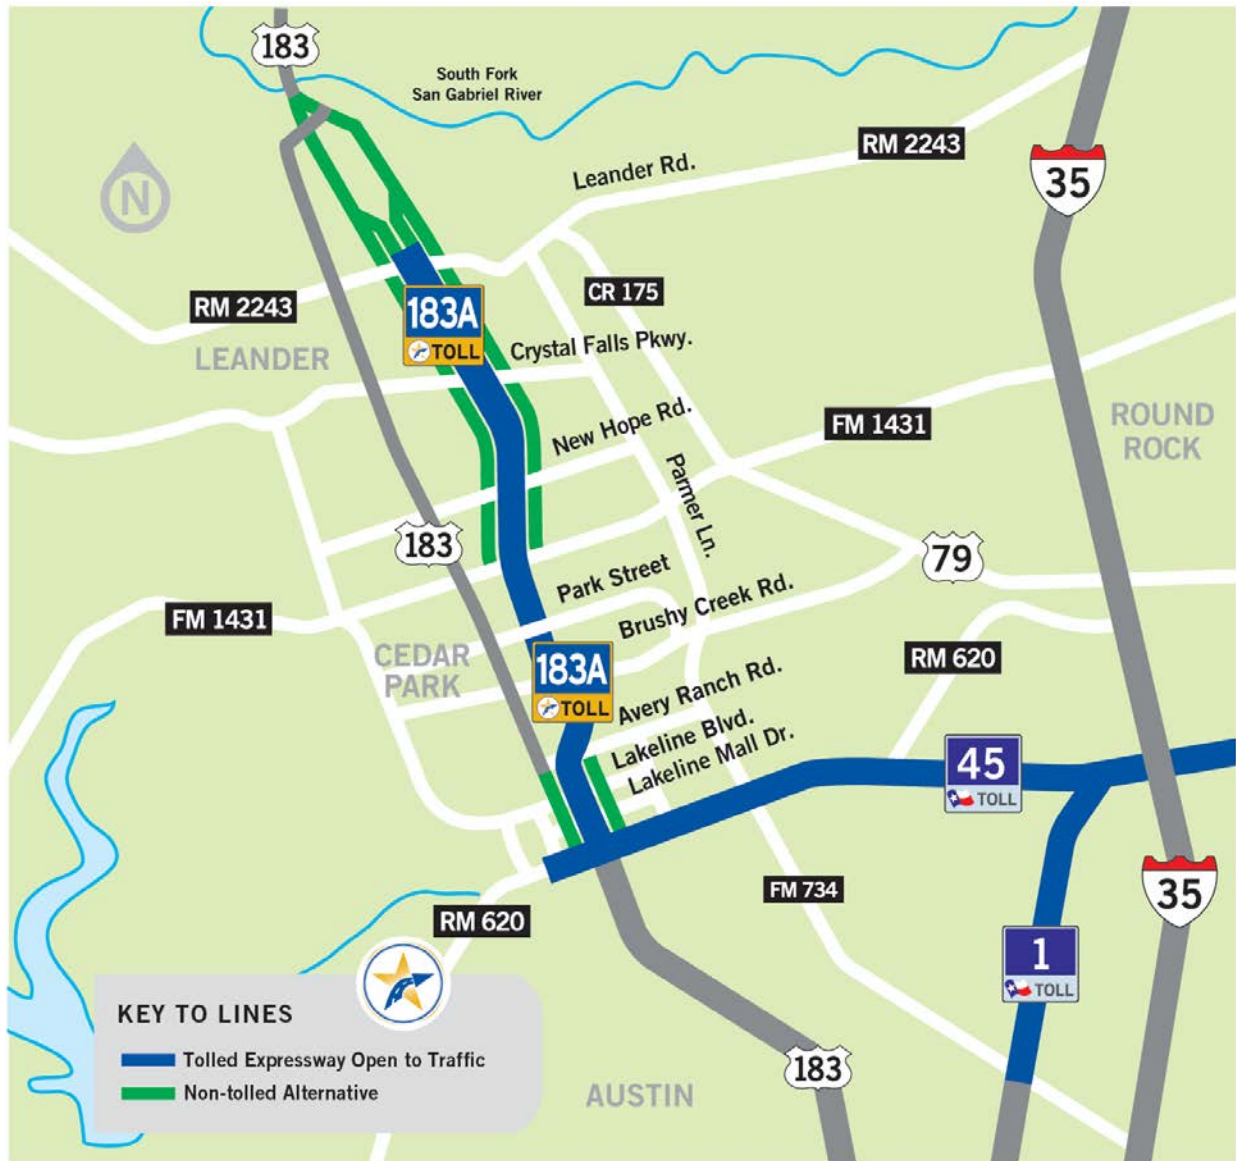 183
South Fork
San Gabriel River
RM 2243
Leander Rd.
35
N
CR 175
RM 2243
183A
TOLL
LEANDER
Crystal Falls Pkwy.
New Hope Rd.
FM 1431
ROUND
ROCK
Parmer Ln.
183
79
Park Street
Brushy Creek Rd.
FM 1431
CEDAR
PARK
RM 620
183A
TOLL
Avery Ranch Rd.
Lakeline Blvd.
Lakeline Mall Dr.
45
TOLL
FM 734
35
RM 620
1
TOLL
KEY TO LINES
Tolled Expressway Open to Traffic
Non-tolled Alternative
183
AUSTIN